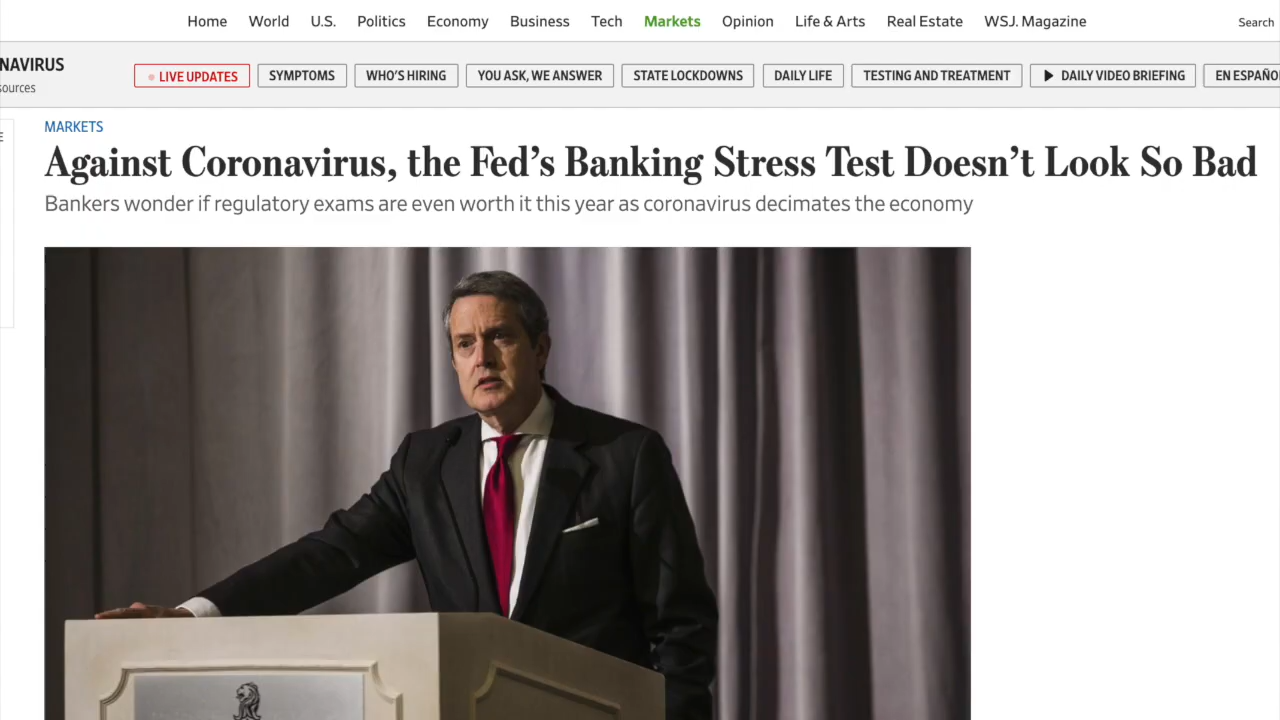 Home World U.S. Politics Economy Business Tech Markets Opinion Life & Arts Real Estate WSJ. Magazine Search
NAVIRUS
ources
LIVE UPDATES SYMPTOMS WHO'S HIRING YOU ASK, WE ANSWER STATE LOCKDOWNS DAILY LIFE TESTING AND TREATMENT DAILY VIDEO BRIEFING EN ESPAÑO
MARKETS
E
Against Coronavirus, the Fed's Banking Stress Test Doesn't Look So Bad
Bankers wonder if regulatory exams are even worth it this year as coronavirus decimates the economy